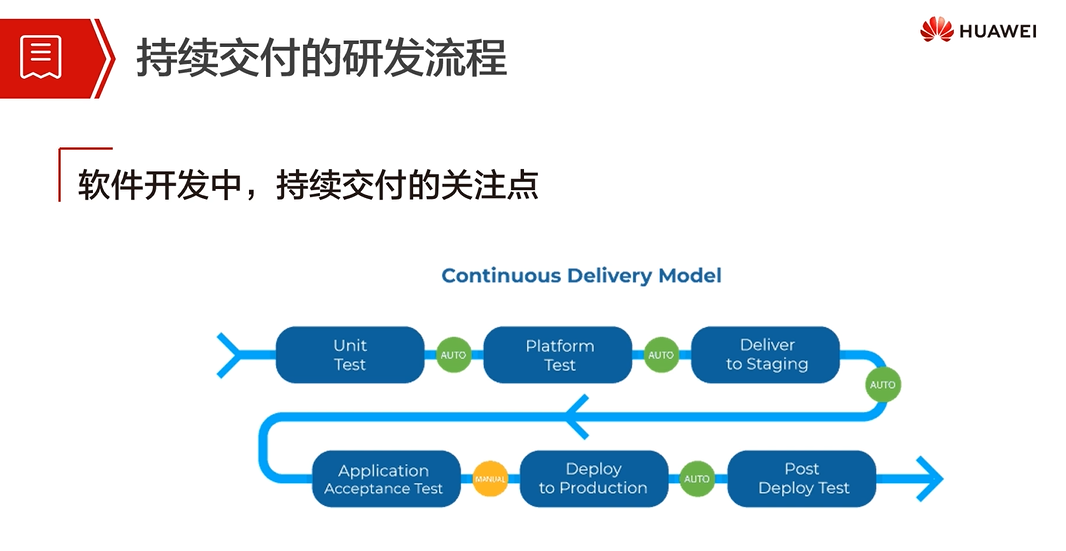 持续交付的研发流程
HUAWEI
软件开发中，持续交付的关注点
Continuous Delivery Model
Unit
Test
AUTO
Platform
Test
AUTO
Deliver
to Staging
AUTO
Application
Acceptance Test
MANUAL
Deploy
to Production
AUTO
Post
Deploy Test